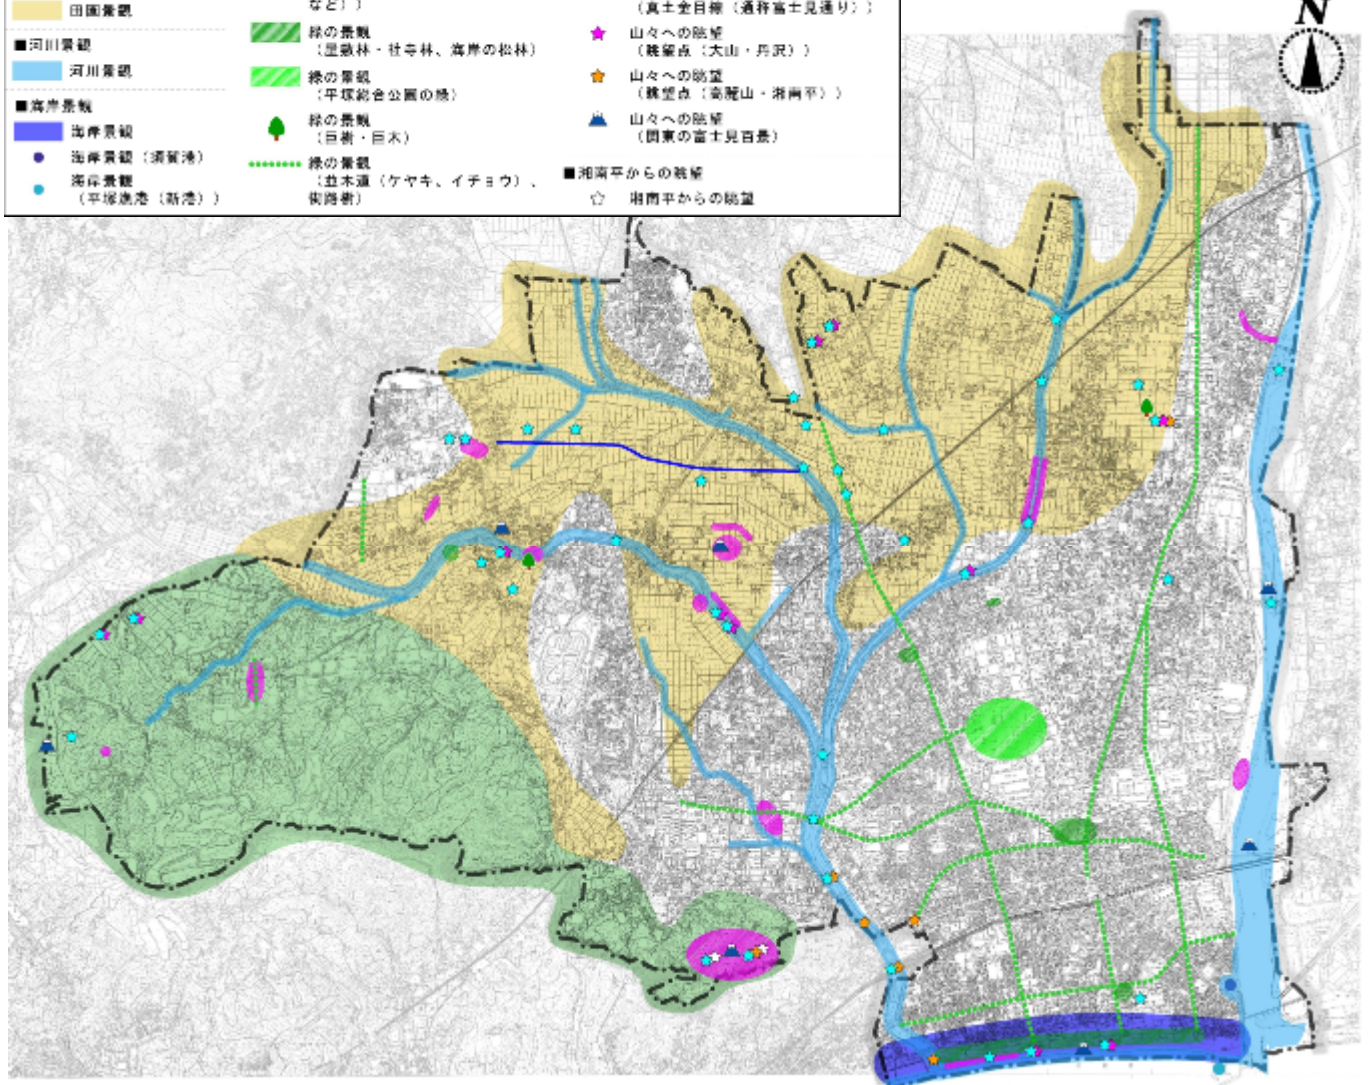 田園景観
■河川景観
河川景観
■海岸景観
海岸景観
海岸景観（須賀港）
海岸景観
（平塚漁港（新港））
など））
緑の景観
（屋敷林・社寺林、海岸の松林）
緑の景観
（平塚総合公園の緑）
緑の景観
（巨樹・巨木）
緑の景観
（並木道（ケヤキ、イチョウ）、
街路樹）
（真土金目線（通称富士見通り））
山々への眺望
（眺望点（大山・丹沢）
山々への眺望
（眺望点（高麗山・湘南平））
山々への眺望
（関東の富士見百景）
■湘南平からの眺望
湘南平からの眺望
N